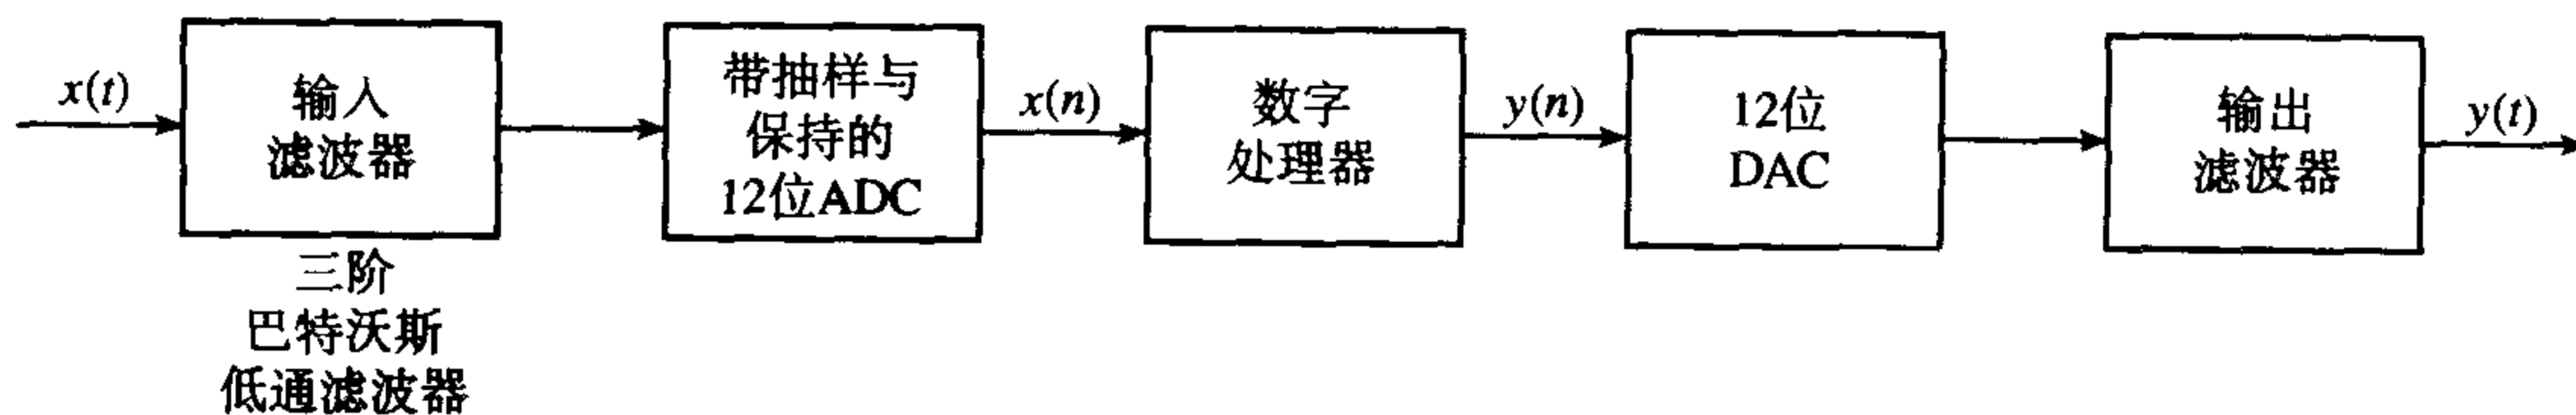 x(t)
输入
滤波器
三阶
巴特沃斯
低通滤波器
带抽样与
保持的
12位ADC
x(n)
数字
处理器
y(n)
12位
DAC
输出
滤波器
y(t)